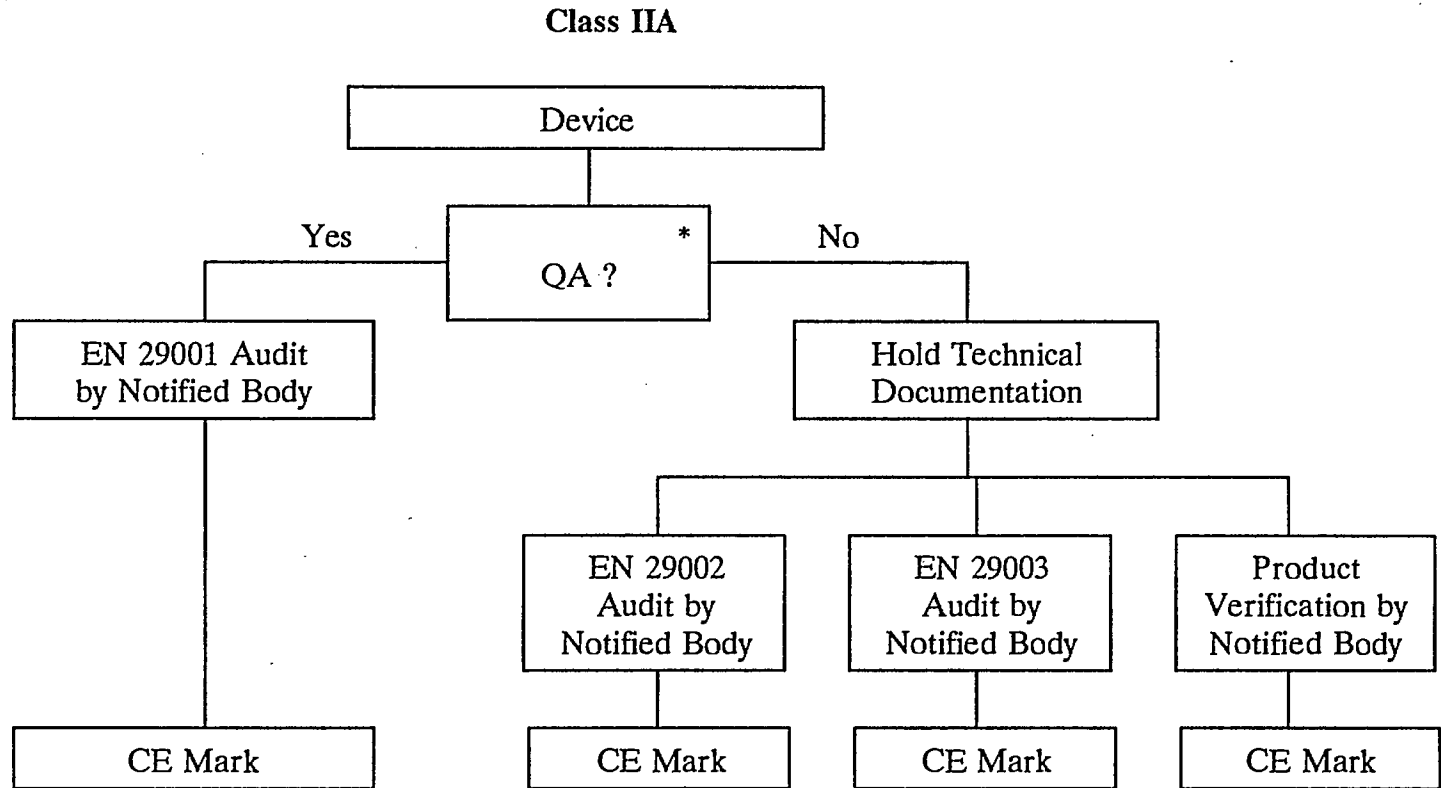 Class IIA
Device
Yes
*
No
QA ?
EN 29001 Audit
by Notified Body
Hold Technical
Documentation
EN 29002
Audit by
Notified Body
EN 29003
Audit by
Notified Body
Product
Verification by
Notified Body
CE Mark
CE Mark
CE Mark
CE Mark